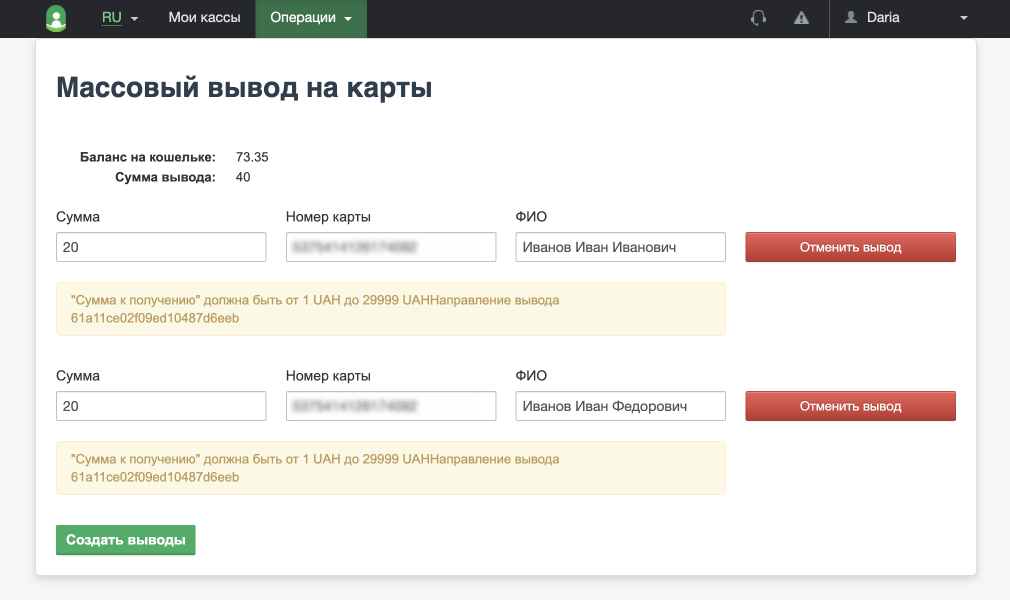 RU Мои кассы Операции Daria
Массовый вывод на карты
Баланс на кошельке: 73.35
Сумма вывода: 40
Сумма Номер карты ФИО
20 Иванов Иван Иванович Отменить вывод
"Сумма к получению" должна быть от 1 UAH до 29999 UAHНаправление вывода
61a11ce02f09ed10487d6eeb
Сумма Номер карты ФИО
20 Иванов Иван Федорович Отменить вывод
"Сумма к получению" должна быть от 1 UAH до 29999 UAHНаправление вывода
61a11ce02f09ed10487d6eeb
Создать выводы